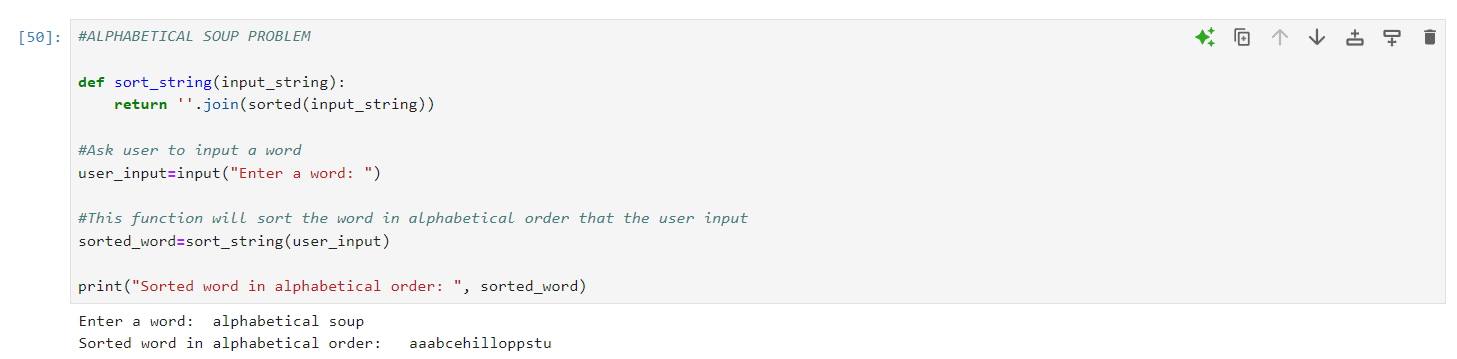 [50]: #ALPHABETICAL SOUP PROBLEM
def sort_string(input_string):
    return ''.join(sorted(input_string))
#Ask user to input a word
user_input=input("Enter a word: ")
#This function will sort the word in alphabetical order that the user input
sorted_word=sort_string(user_input)
print("Sorted word in alphabetical order: ", sorted_word)
Enter a word:  alphabetical soup
Sorted word in alphabetical order:   aaabcehilloppstu